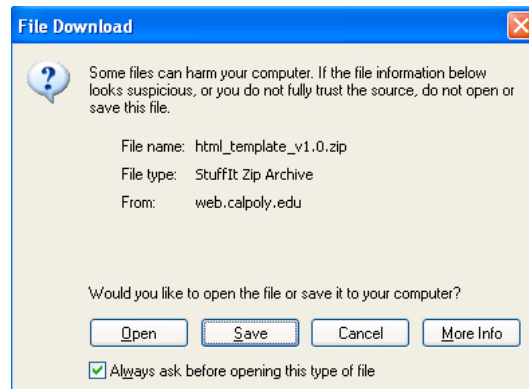 File Download
Some files can harm your computer. If the file information below
looks suspicious, or you do not fully trust the source, do not open or
save this file.
File name: html_template_v1.0.zip
File type: StuffIt Zip Archive
From: web.calpoly.edu
Would you like to open the file or save it to your computer?
Open Save Cancel More Info
Always ask before opening this type of file